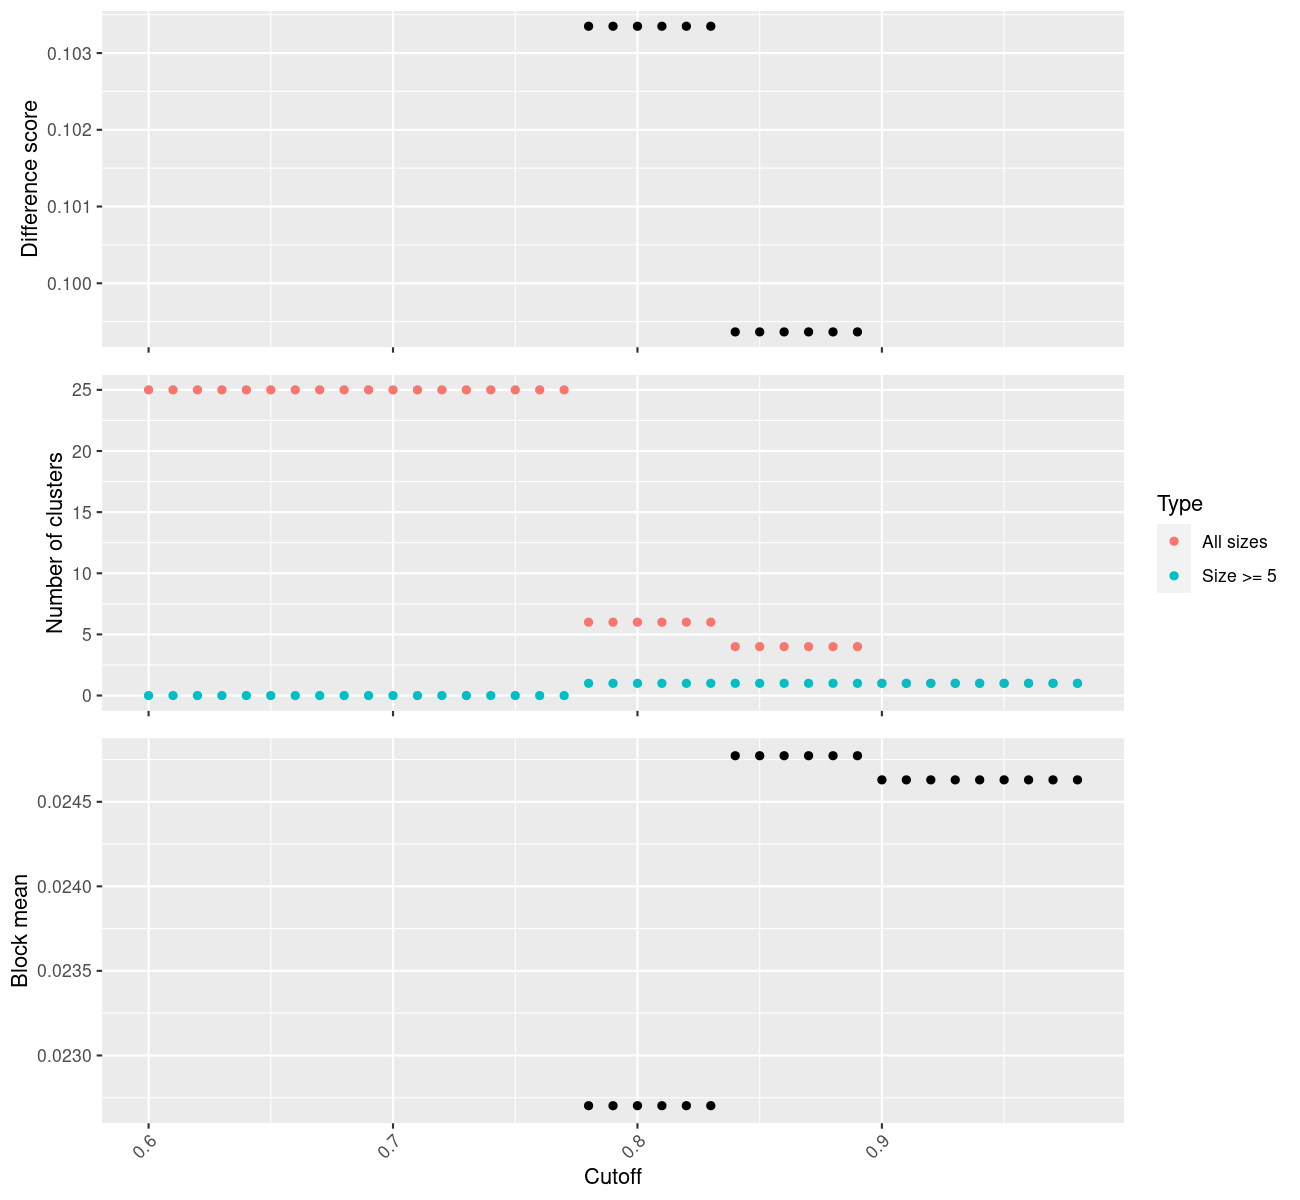 Difference score
0.103
0.102
0.101
0.100
Number of clusters
25
20
15
10
5
0
Type
All sizes
Size >= 5
Block mean
0.0245
0.0240
0.0235
0.0230
0.6 0.7 0.8 0.9
Cutoff